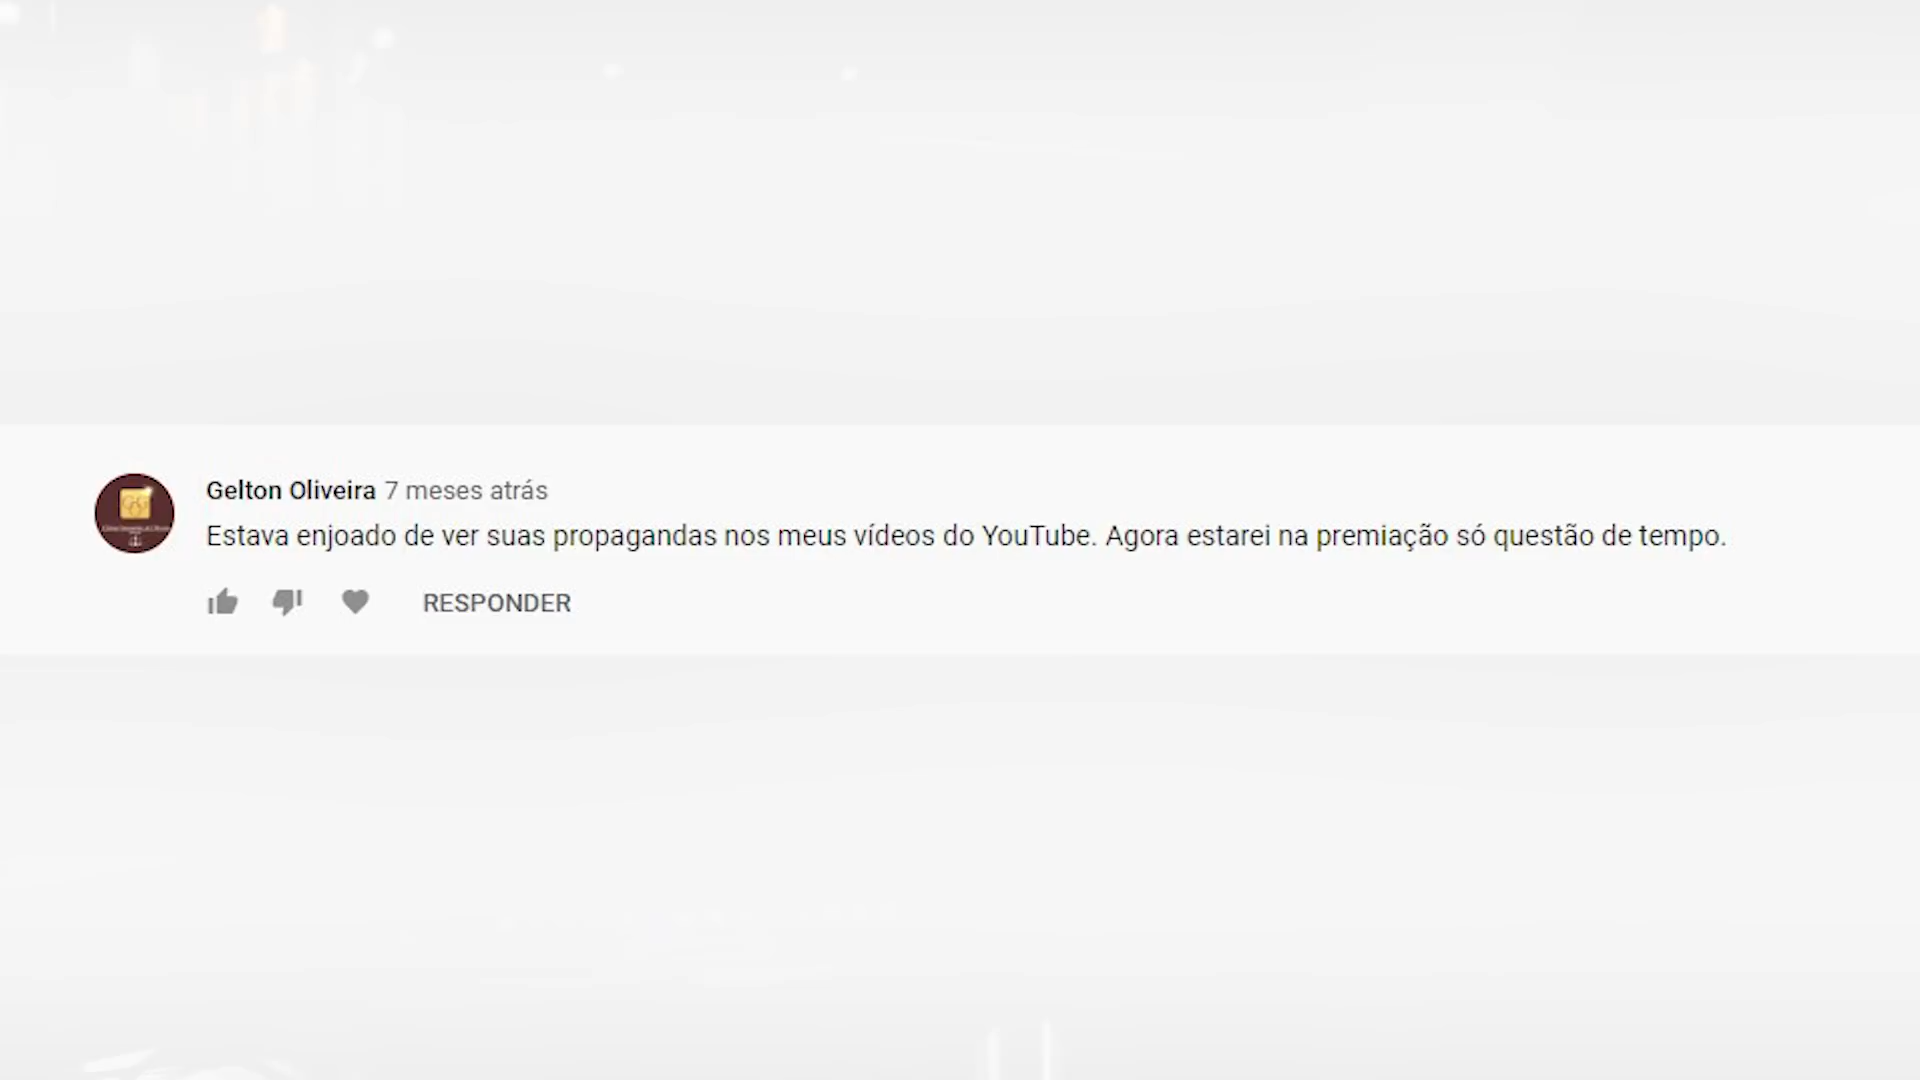 Gelton Oliveira 7 meses atrás
Estava enjoado de ver suas propagandas nos meus vídeos do YouTube. Agora estarei na premiação só questão de tempo.
RESPONDER